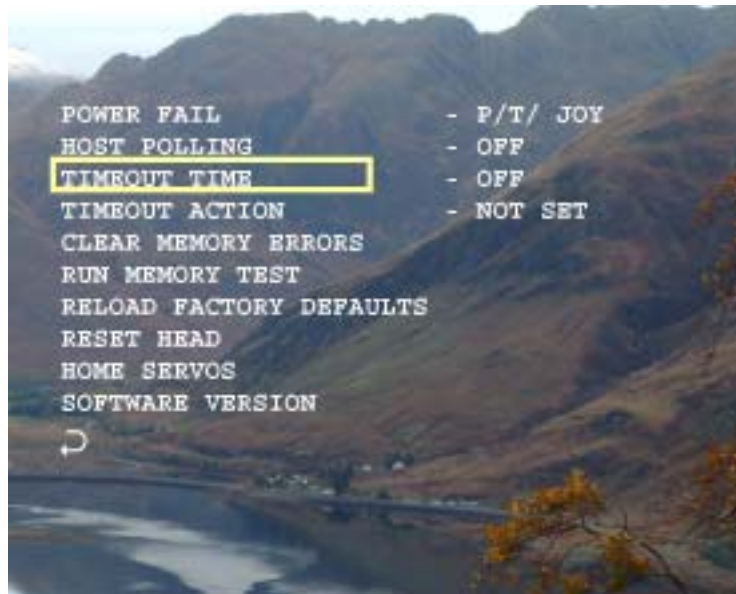 POWER FAIL - P/T/ JOY
HOST POLLING - OFF
TIMEOUT TIME - OFF
TIMEOUT ACTION - NOT SET
CLEAR MEMORY ERRORS
RUN MEMORY TEST
RELOAD FACTORY DEFAULTS
RESET HEAD
HOME SERVOS
SOFTWARE VERSION